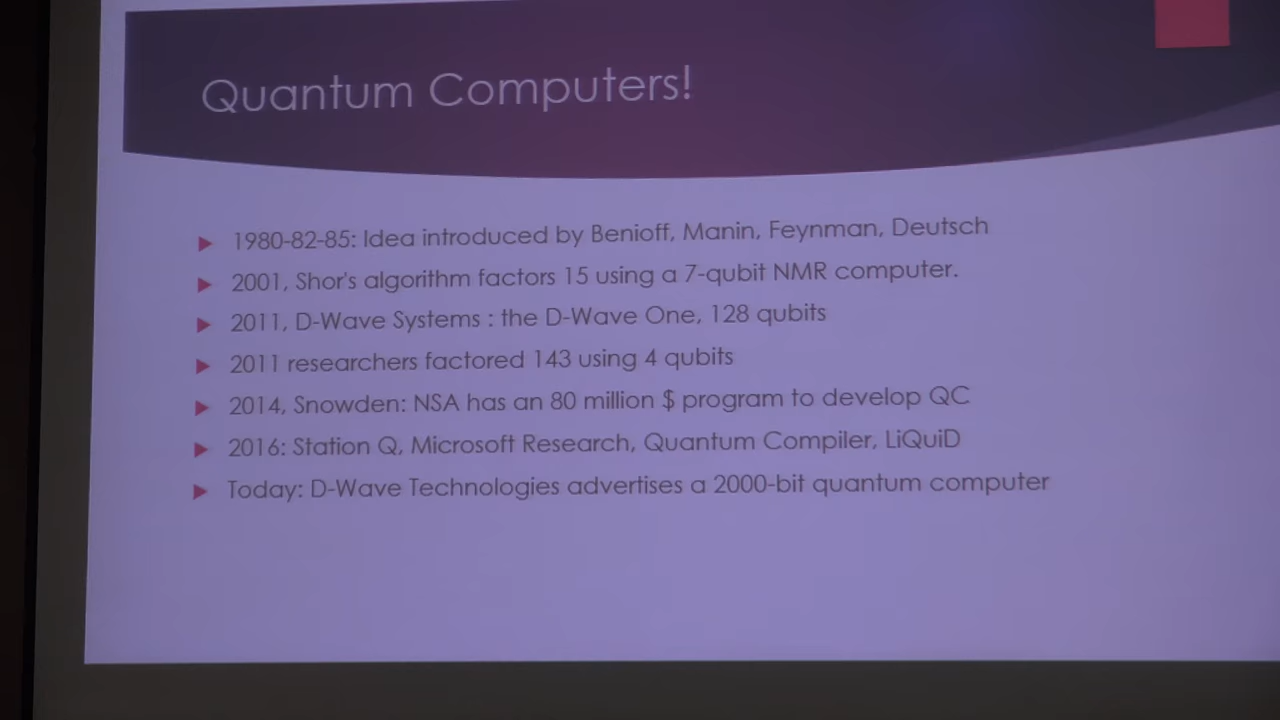 Quantum Computers!
1980-82-85: Idea introduced by Benioff, Manin, Feynman, Deutsch
2001, Shor's algorithm factors 15 using a 7-qubit NMR computer.
2011, D-Wave Systems : the D-Wave One, 128 qubits
2011 researchers factored 143 using 4 qubits
2014, Snowden: NSA has an 80 million $ program to develop QC
2016: Station Q, Microsoft Research, Quantum Compiler, LiQuiD
Today: D-Wave Technologies advertises a 2000-bit quantum computer